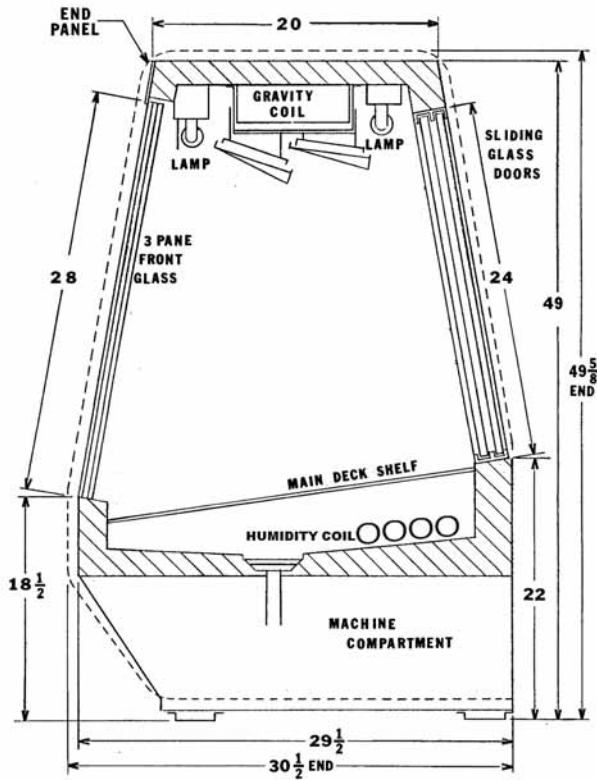 END
PANEL
20
GRAVITY
COIL
LAMP
LAMP
SLIDING
GLASS
DOORS
3 PANE
FRONT
GLASS
28
24
49
49 5/8
END
MAIN DECK SHELF
HUMIDITY COIL
18 1/2
22
MACHINE
COMPARTMENT
29 1/2
30 1/2 END